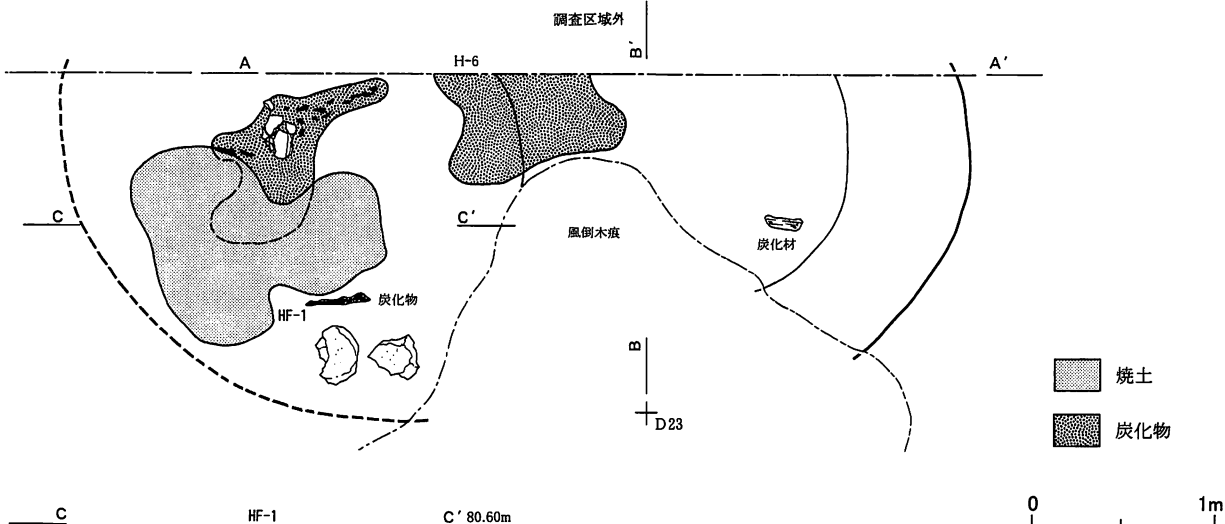 調査区域外
B'
A H-6 A'
C C'
風倒木痕
炭化材
HF-1 炭化物
B
D23
焼土
炭化物
0 1m
C HF-1 C' 80.60m